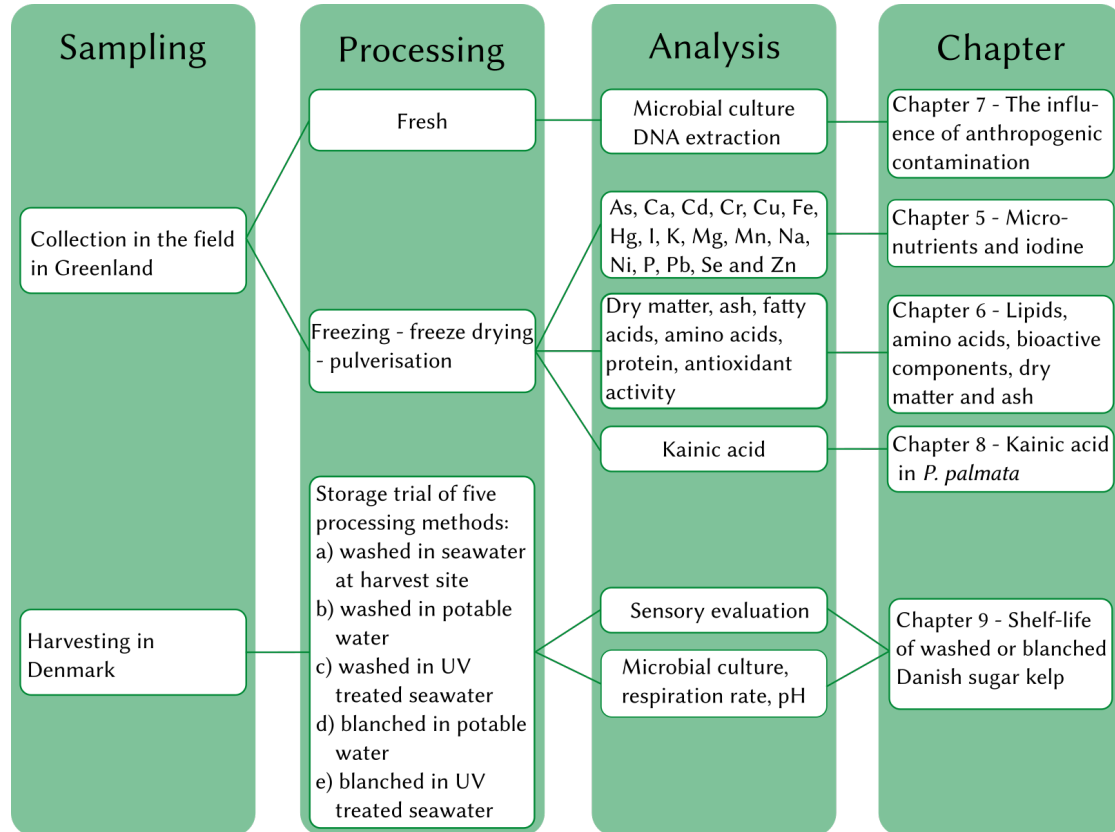 Sampling
Processing
Analysis
Chapter
Collection in the field
in Greenland
Harvesting in
Denmark
Fresh
Freezing - freeze drying
- pulverisation
Storage trial of five
processing methods:
a) washed in seawater
at harvest site
b) washed in potable
water
c) washed in UV
treated seawater
d) blanched in potable
water
e) blanched in UV
treated seawater
Microbial culture
DNA extraction
As, Ca, Cd, Cr, Cu, Fe,
Hg, I, K, Mg, Mn, Na,
Ni, P, Pb, Se and Zn
Dry matter, ash, fatty
acids, amino acids,
protein, antioxidant
activity
Kainic acid
Sensory evaluation
Microbial culture,
respiration rate, pH
Chapter 7 - The influ-
ence of anthropogenic
contamination
Chapter 5 - Micro-
nutrients and iodine
Chapter 6 - Lipids,
amino acids, bioactive
components, dry
matter and ash
Chapter 8 - Kainic acid
in P. palmata
Chapter 9 - Shelf-life
of washed or blanched
Danish sugar kelp